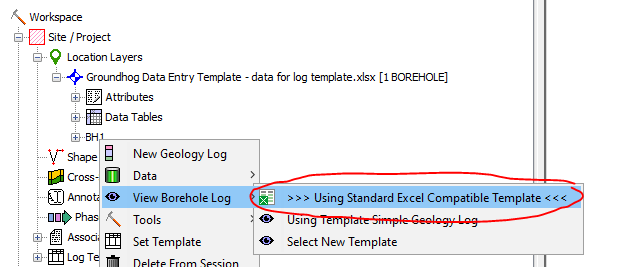 Workspace
Site / Project
Location Layers
Groundhog Data Entry Template - data for log template.xlsx [1 BOREHOLE]
Attributes
Data Tables
BH1
Shape
Cross-
Annota
Phas
Associa
Log Te
New Geology Log
Data
View Borehole Log
Tools
Set Template
Delete From Session
>>> Using Standard Excel Compatible Template <<<
Using Template Simple Geology Log
Select New Template